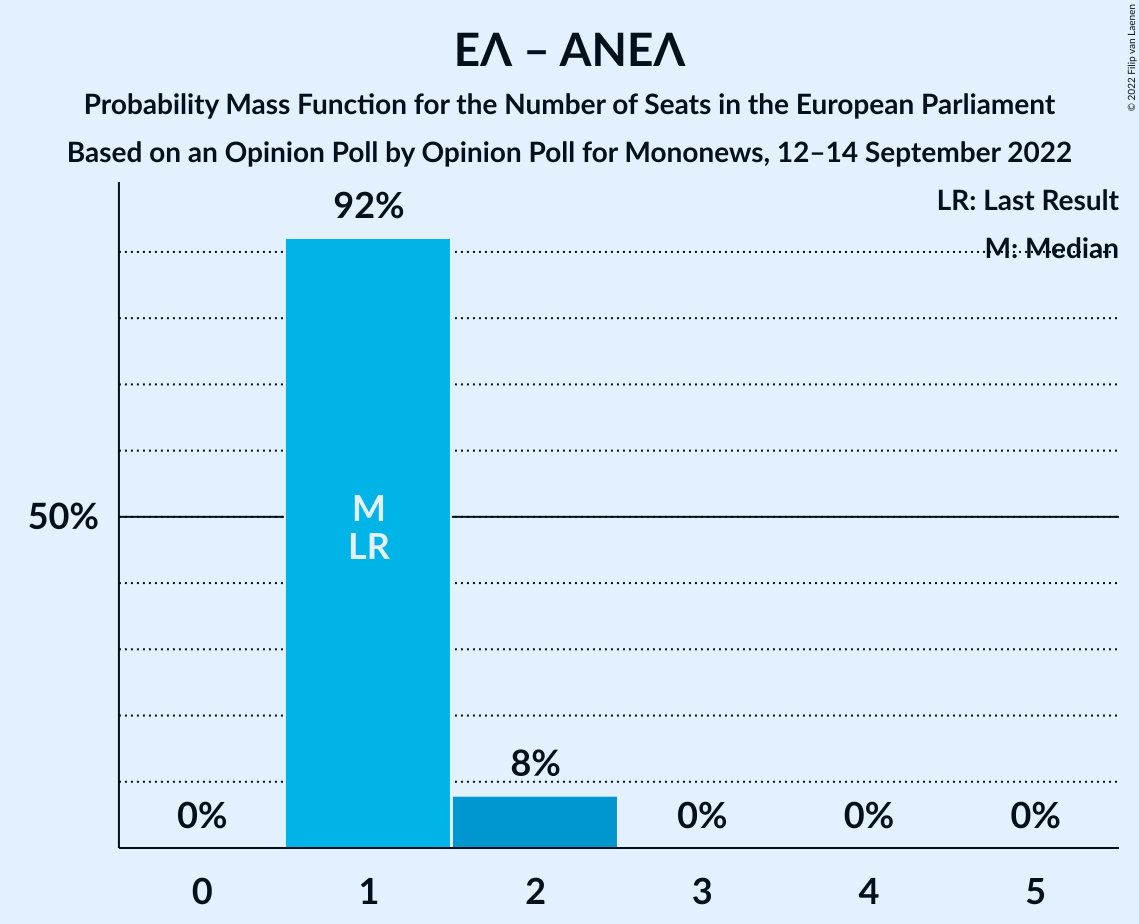 ΕΛ – ΑΝΕΛ
Probability Mass Function for the Number of Seats in the European Parliament
Based on an Opinion Poll by Opinion Poll for Mononews, 12–14 September 2022
© 2022 Filip van Laenen
LR: Last Result
M: Median
92%
50%
M
LR
8%
0%
0%
0%
0%
0 1 2 3 4 5